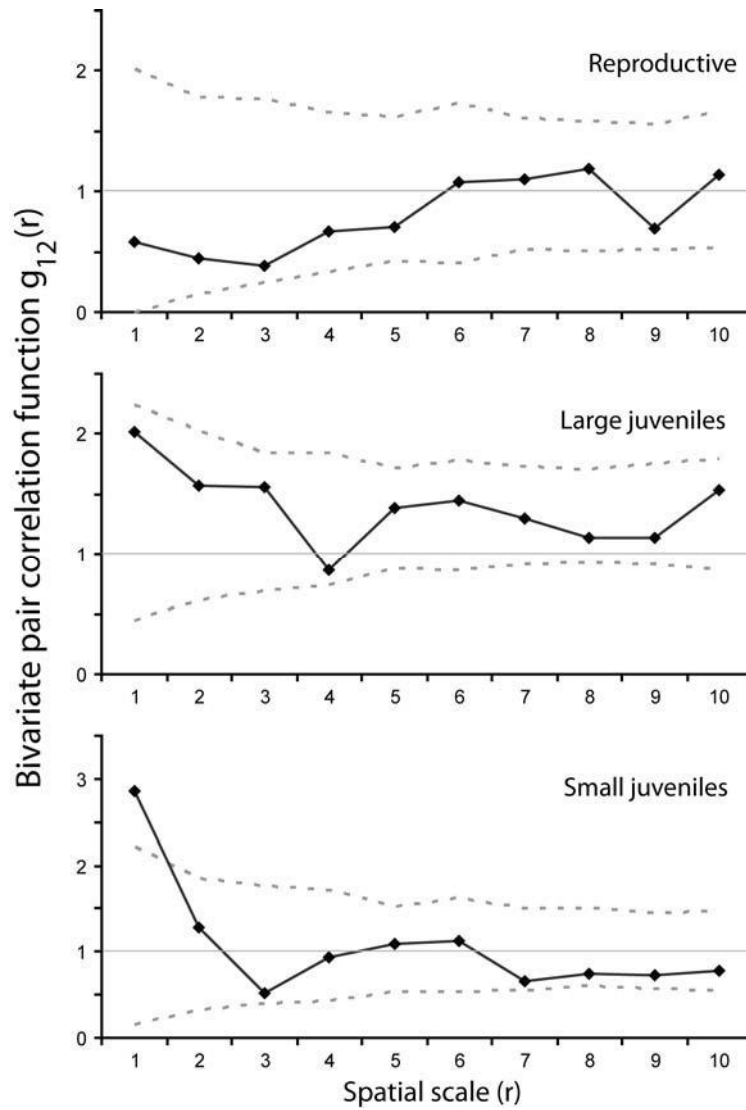 Bivariate pair correlation function g12(r)
Reproductive
2
1
0
1 2 3 4 5 6 7 8 9 10
Large juveniles
2
1
0
1 2 3 4 5 6 7 8 9 10
Small juveniles
3
2
1
0
1 2 3 4 5 6 7 8 9 10
Spatial scale (r)